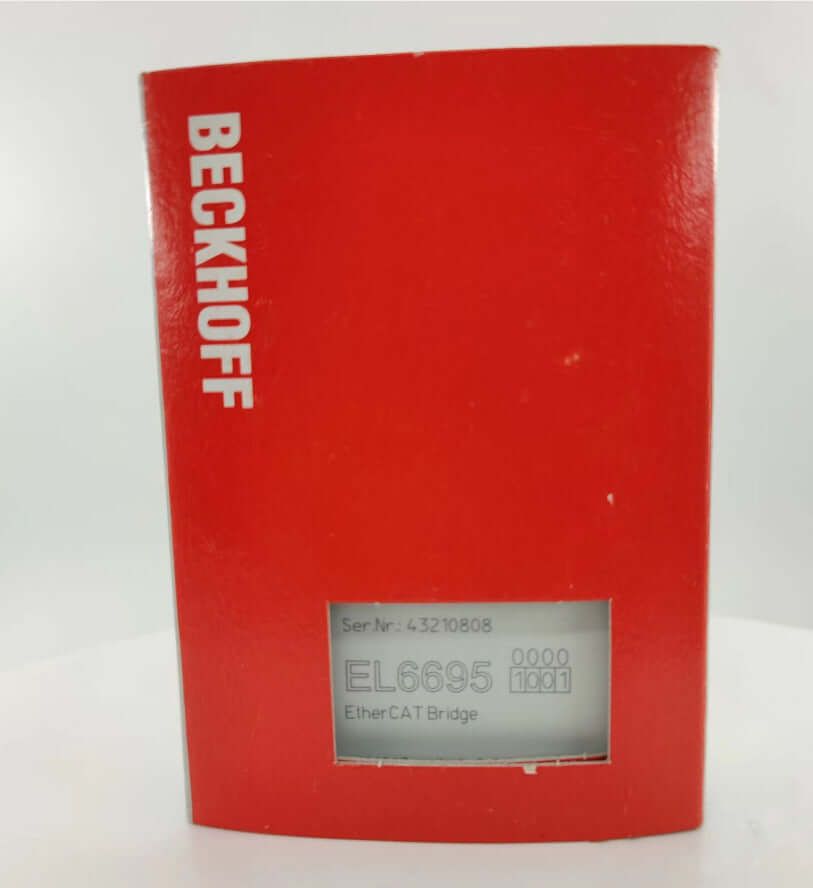 BECKHOFF
Ser.Nr.: 43210808
EL6695 0000
1001
EtherCAT Bridge